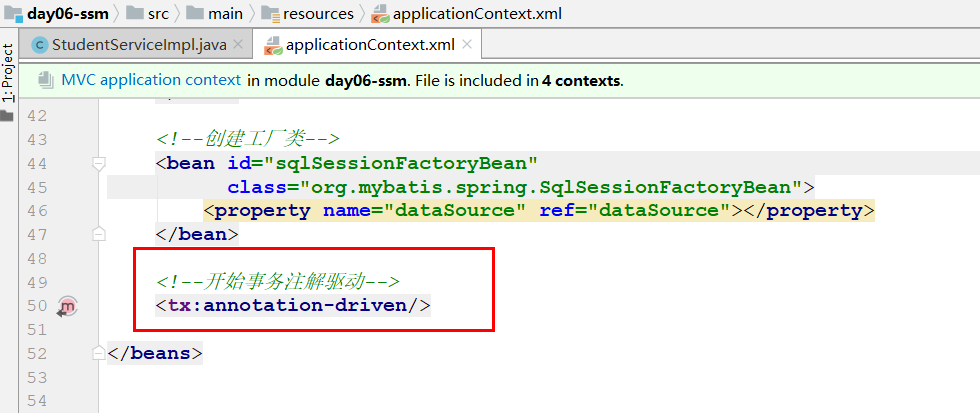 day06-ssm src main resources applicationContext.xml
StudentServiceImpl.java applicationContext.xml
MVC application context in module day06-ssm. File is included in 4 contexts.
1: Project
42
43 <!--创建工厂类-->
44 <bean id="sqlSessionFactoryBean"
45 class="org.mybatis.spring.SqlSessionFactoryBean">
46 <property name="dataSource" ref="dataSource"></property>
47 </bean>
48
49 <!--开始事务注解驱动-->
50 <tx:annotation-driven/>
51
52 </beans>
53
54